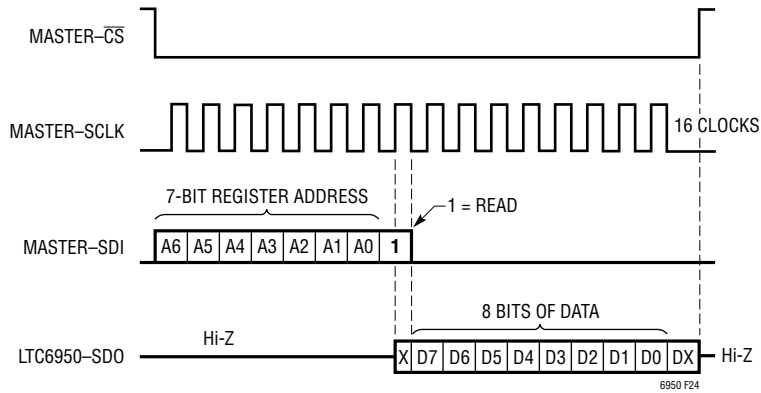 MASTER–C̅S̅
MASTER–SCLK
16 CLOCKS
7-BIT REGISTER ADDRESS
1 = READ
MASTER–SDI
A6 A5 A4 A3 A2 A1 A0 1
8 BITS OF DATA
Hi-Z
LTC6950–SDO
X D7 D6 D5 D4 D3 D2 D1 D0 DX
Hi-Z
6950 F24